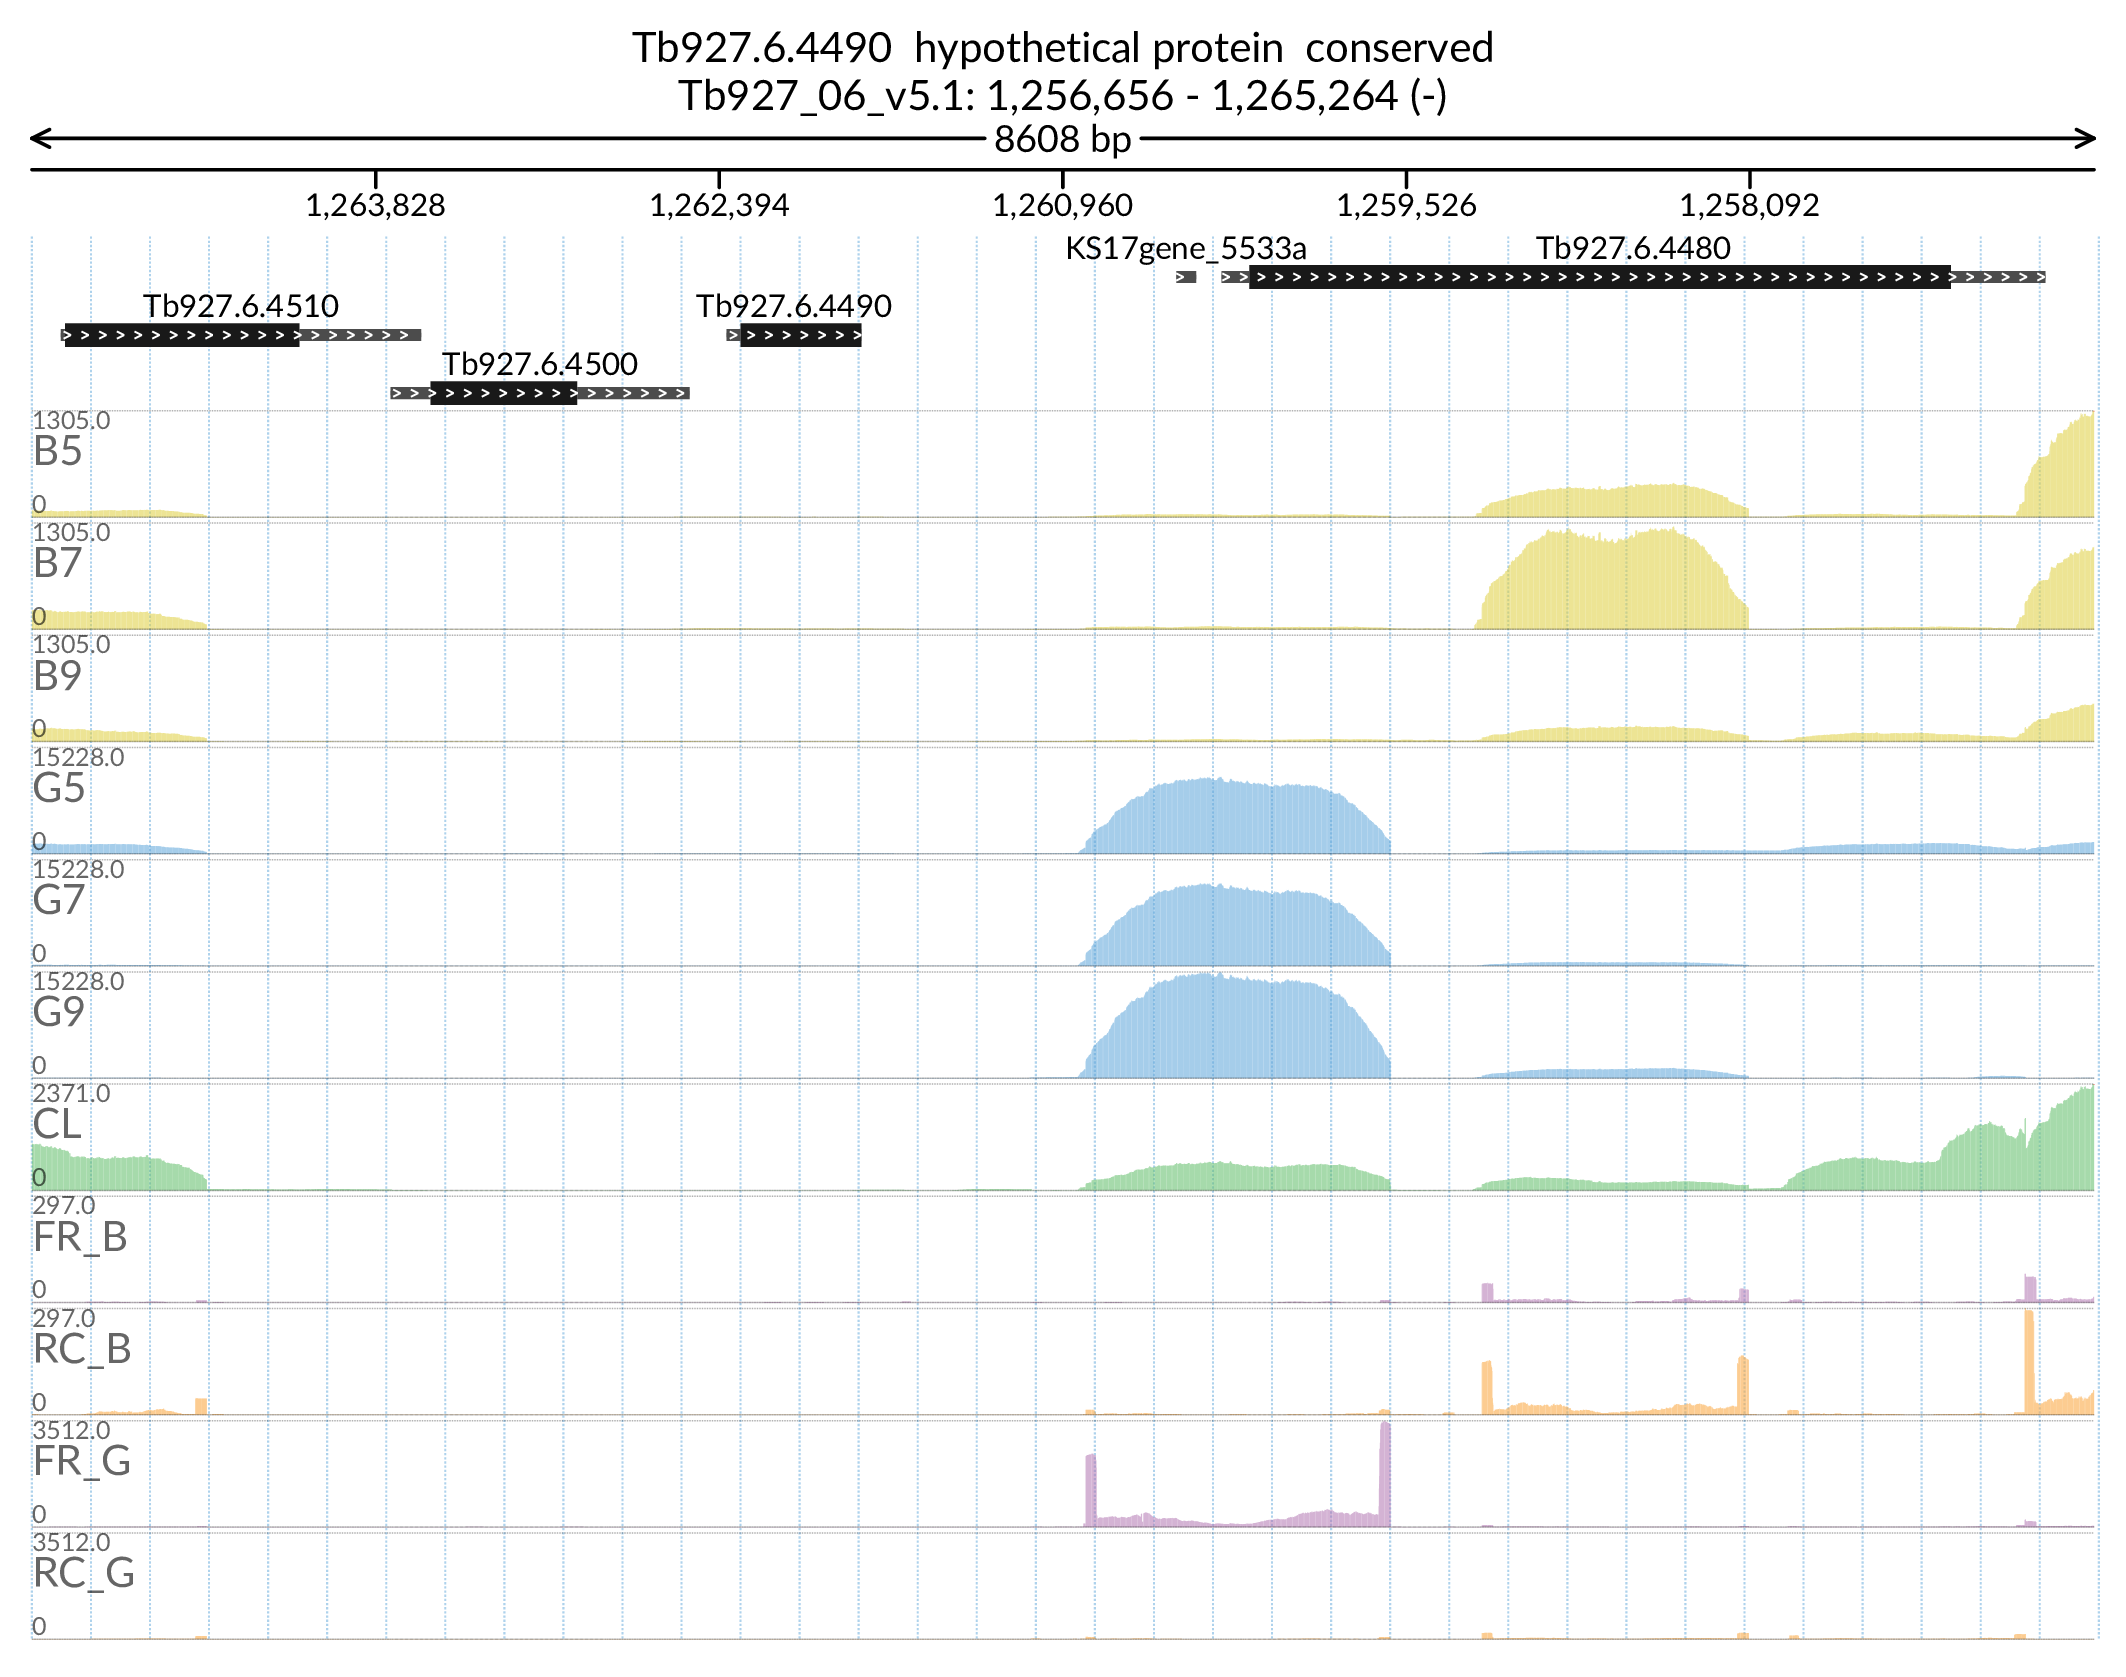 Tb927.6.4490 hypothetical protein conserved
Tb927_06_v5.1: 1,256,656 - 1,265,264 (-)
8608 bp
1,263,828 1,262,394 1,260,960 1,259,526 1,258,092
KS17gene_5533a Tb927.6.4480
Tb927.6.4510 Tb927.6.4490
Tb927.6.4500
1305.0
B5
0
1305.0
B7
0
1305.0
B9
0
15228.0
G5
0
15228.0
G7
0
15228.0
G9
0
2371.0
CL
0
297.0
FR_B
0
297.0
RC_B
0
3512.0
FR_G
0
3512.0
RC_G
0